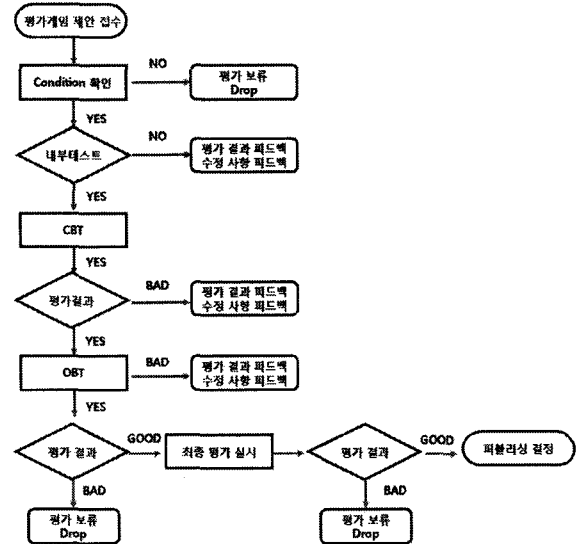 평가게임 제안 접수
NO
Condition 확인
평가 보류
Drop
YES
NO
내부테스트
평가 결과 피드백
수정 사항 피드백
YES
CBT
YES
BAD
평가결과
평가 결과 피드백
수정 사항 피드백
YES
BAD
OBT
평가 결과 피드백
수정 사항 피드백
YES
GOOD
GOOD
평가 결과
최종 평가 실시
평가 결과
퍼블리싱 결정
BAD
BAD
평가 보류
Drop
평가 보류
Drop